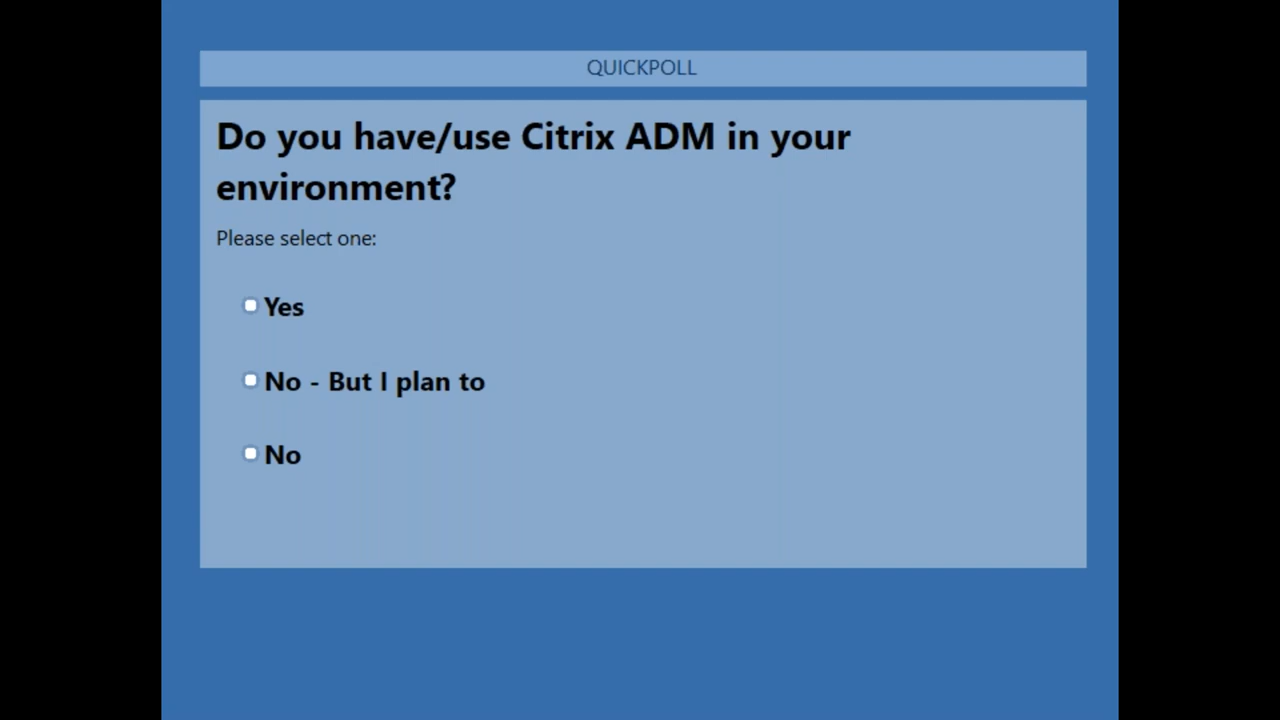 QUICKPOLL
Do you have/use Citrix ADM in your
environment?
Please select one:
Yes
No - But I plan to
No